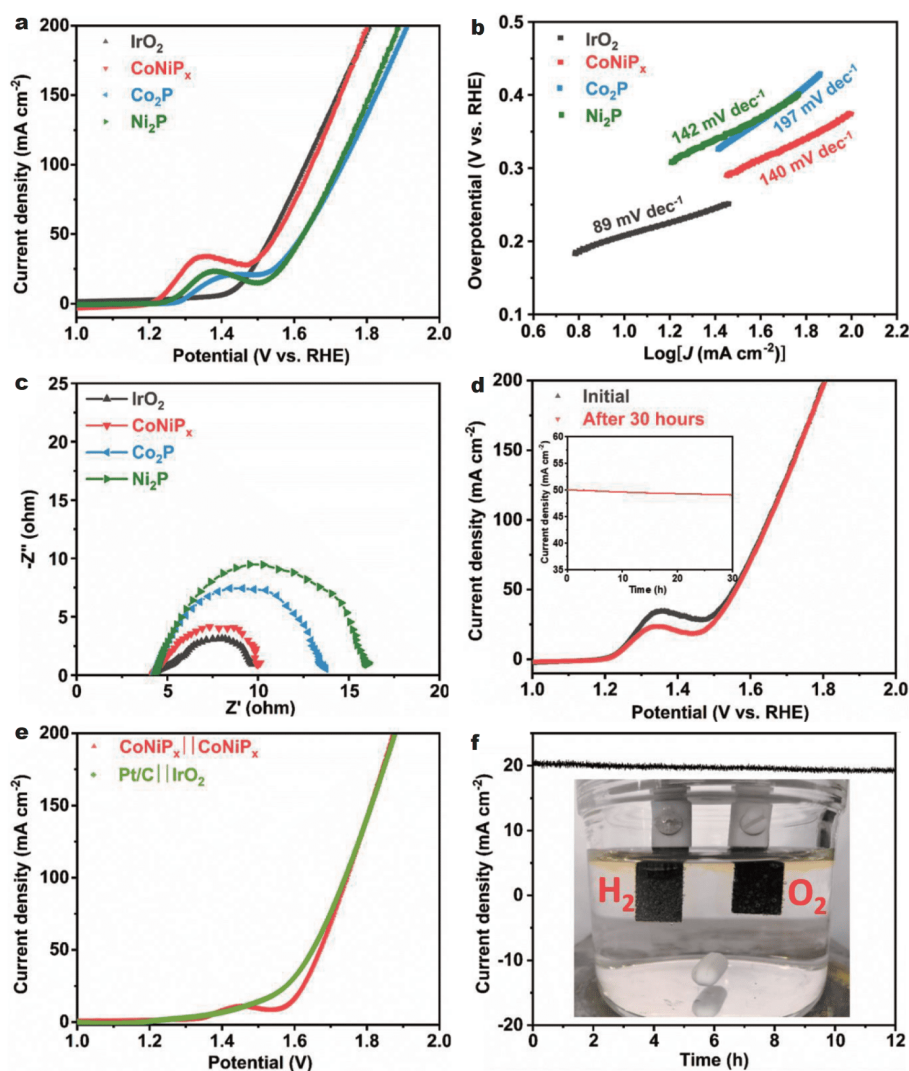 a
200
150
100
50
0
1.0
1.2
1.4
1.6
1.8
2.0
Current density (mA cm⁻²)
Potential (V vs. RHE)
IrO₂
CoNiPₓ
Co₂P
Ni₂P
b
0.5
0.4
0.3
0.2
0.1
0.6
0.8
1.0
1.2
1.4
1.6
1.8
2.0
2.2
Overpotential (V vs. RHE)
Log[J (mA cm⁻²)]
IrO₂
CoNiPₓ
Co₂P
Ni₂P
142 mV dec⁻¹
197 mV dec⁻¹
140 mV dec⁻¹
89 mV dec⁻¹
c
25
20
15
10
5
0
0
5
10
15
20
-Z" (ohm)
Z' (ohm)
IrO₂
CoNiPₓ
Co₂P
Ni₂P
d
200
150
100
50
0
1.0
1.2
1.4
1.6
1.8
2.0
Current density (mA cm⁻²)
Potential (V vs. RHE)
Initial
After 30 hours
60
55
50
45
40
35
0
10
20
30
Current density (mA cm⁻²)
Time (h)
e
200
150
100
50
0
1.0
1.2
1.4
1.6
1.8
2.0
Current density (mA cm⁻²)
Potential (V)
CoNiPₓ||CoNiPₓ
Pt/C||IrO₂
f
20
10
0
-10
-20
0
2
4
6
8
10
12
Current density (mA cm⁻²)
Time (h)
H₂
O₂